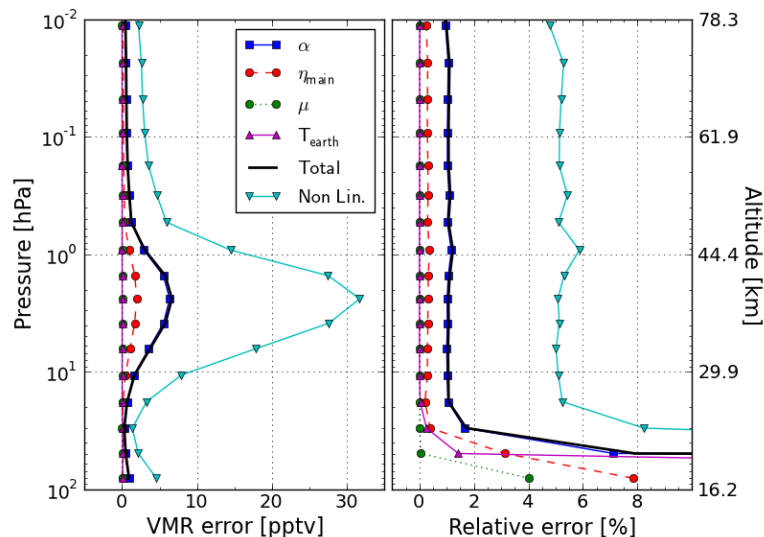 10⁻²
10⁻¹
10⁰
10¹
10²
Pressure [hPa]
α
η_main
μ
T_earth
Total
Non Lin.
0 10 20 30
VMR error [pptv]
0 2 4 6 8
Relative error [%]
78.3
61.9
44.4
29.9
16.2
Altitude [km]